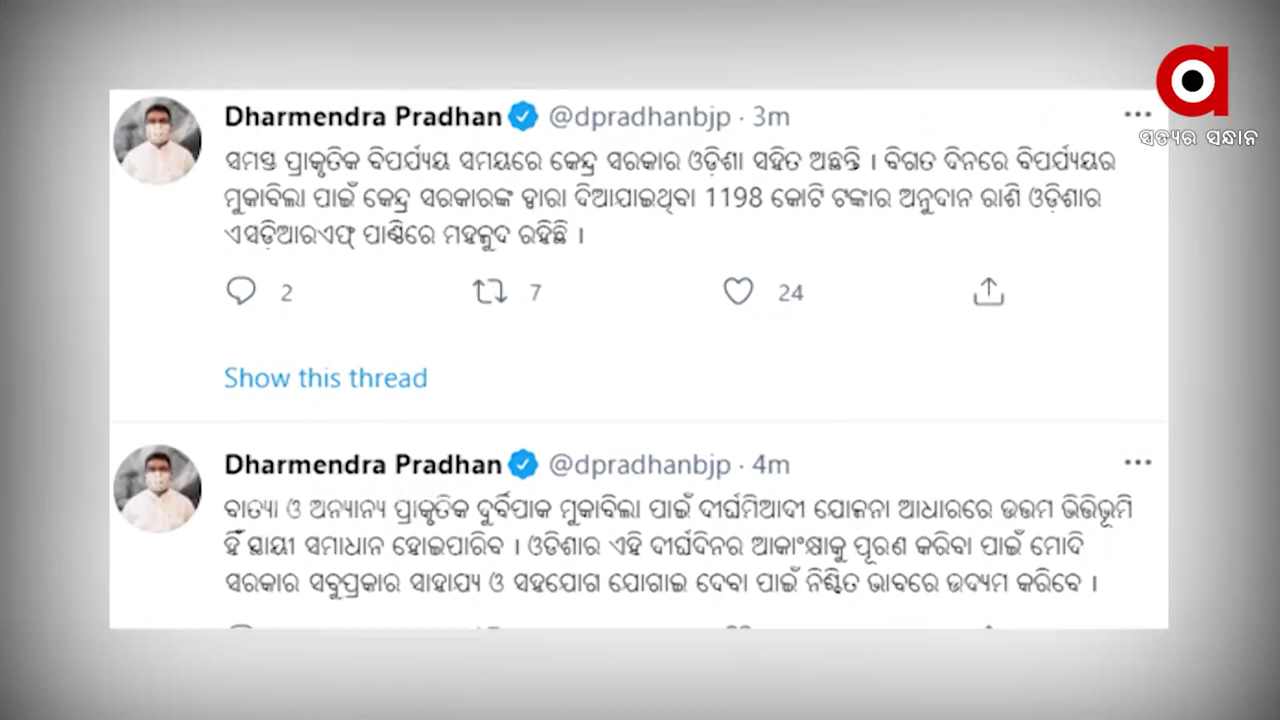 Dharmendra Pradhan @dpradhanbjp · 3m
ସମସ୍ତ ପ୍ରାକୃତିକ ବିପର୍ଯ୍ୟୟ ସମୟରେ କେନ୍ଦ୍ର ସରକାର ଓଡ଼ିଶା ସହିତ ଅଛନ୍ତି । ବିଗତ ଦିନରେ ବିପର୍ଯ୍ୟୟର
ମୁକାବିଲା ପାଇଁ କେନ୍ଦ୍ର ସରକାରଙ୍କ ଦ୍ୱାରା ଦିଆଯାଇଥିବା 1198 କୋଟି ଟଙ୍କାର ଅନୁଦାନ ରାଶି ଓଡ଼ିଶାର
ଏସଡ଼ିଆରଏଫ୍ ପାଣ୍ଠିରେ ମହଜୁଦ ରହିଛି ।
2 7 24
Show this thread
Dharmendra Pradhan @dpradhanbjp · 4m
ବାତ୍ୟା ଓ ଅନ୍ୟାନ୍ୟ ପ୍ରାକୃତିକ ଦୁର୍ବିପାକ ମୁକାବିଲା ପାଇଁ ଦୀର୍ଘମିଆଦୀ ଯୋଜନା ଆଧାରରେ ଉତ୍ତମ ଭିତ୍ତିଭୂମି
ହିଁ ସ୍ଥାୟୀ ସମାଧାନ ହୋଇପାରିବ । ଓଡିଶାର ଏହି ଦୀର୍ଘଦିନର ଆକାଂକ୍ଷାକୁ ପୂରଣ କରିବା ପାଇଁ ମୋଦି
ସରକାର ସବୁପ୍ରକାର ସାହାଯ୍ୟ ଓ ସହଯୋଗ ଯୋଗାଇ ଦେବା ପାଇଁ ନିଶ୍ଚିତ ଭାବରେ ଉଦ୍ୟମ କରିବେ ।
a
ସତ୍ୟର ସନ୍ଧାନ